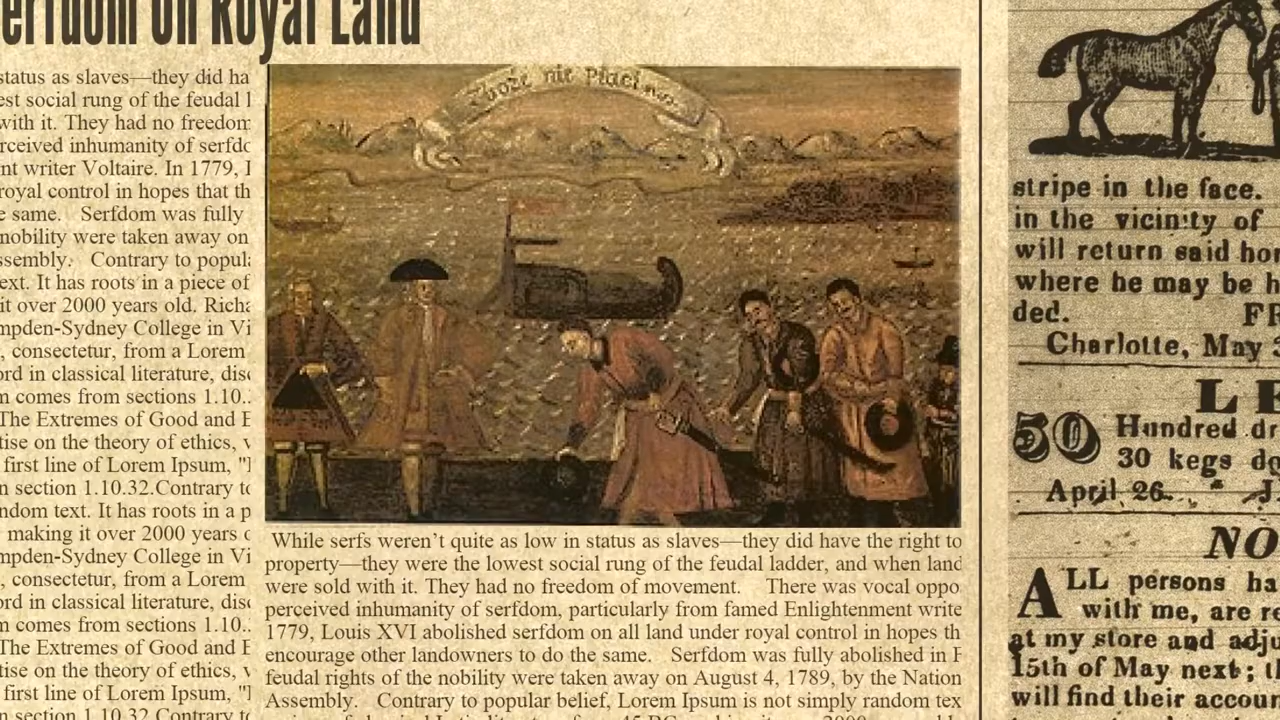 erfdom on Royal Land
status as slaves—they did ha
est social rung of the feudal l
with it. They had no freedom
rceived inhumanity of serfdo
nt writer Voltaire. In 1779, I
royal control in hopes that th
e same. Serfdom was fully
nobility were taken away on
ssembly. Contrary to popula
ext. It has roots in a piece of
it over 2000 years old. Richa
mpden-Sydney College in Vi
, consectetur, from a Lorem
ord in classical literature, disc
m comes from sections 1.10..
The Extremes of Good and E
tise on the theory of ethics, v
first line of Lorem Ipsum, "l
n section 1.10.32.Contrary to
ndom text. It has roots in a p
making it over 2000 years o
mpden-Sydney College in Vi
, consectetur, from a Lorem
ord in classical literature, disc
m comes from sections 1.10..
The Extremes of Good and E
tise on the theory of ethics, v
first line of Lorem Ipsum, "l
n section 1.10.32.Contrary to
While serfs weren't quite as low in status as slaves—they did have the right to
property—they were the lowest social rung of the feudal ladder, and when land
were sold with it. They had no freedom of movement. There was vocal oppo
perceived inhumanity of serfdom, particularly from famed Enlightenment write
1779, Louis XVI abolished serfdom on all land under royal control in hopes th
encourage other landowners to do the same. Serfdom was fully abolished in F
feudal rights of the nobility were taken away on August 4, 1789, by the Nation
Assembly. Contrary to popular belief, Lorem Ipsum is not simply random tex
stripe in the face.
in the vicinity of
will return said hor
where he may be h
ded. FR
Charlotte, May 3
LE
50 Hundred dr
30 kegs do
April 26. J
NO
ALL persons ha
with me, are re
at my store and adju
15th of May next; th
will find their accoun